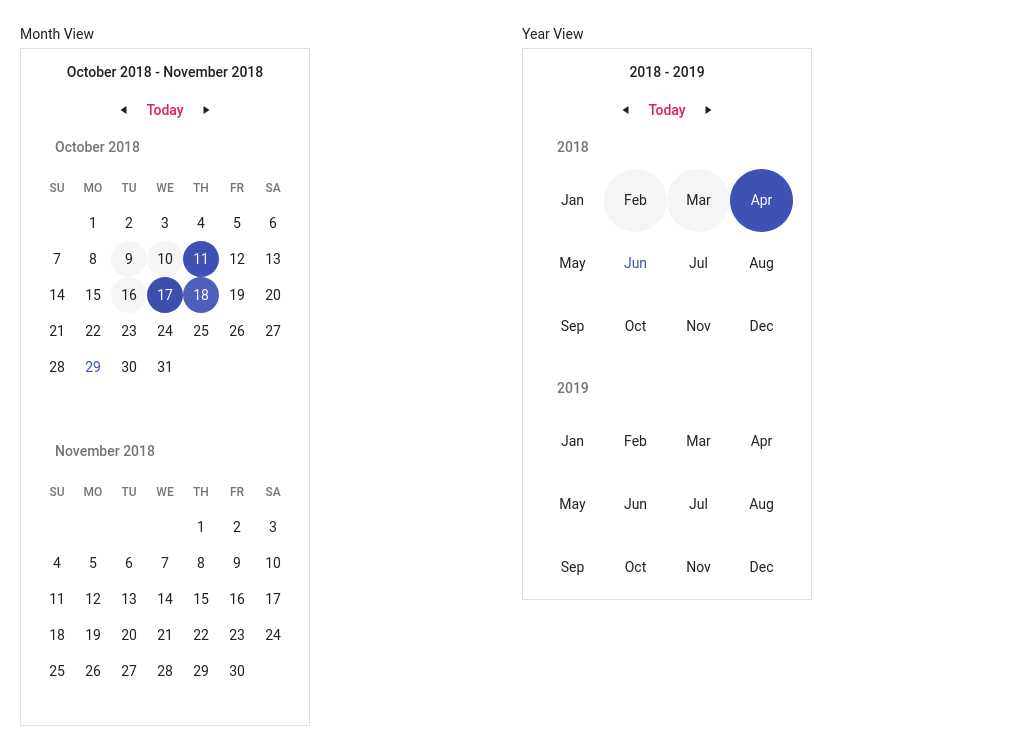 Month View
October 2018 - November 2018
Today
October 2018
SU MO TU WE TH FR SA
1 2 3 4 5 6
7 8 9 10 11 12 13
14 15 16 17 18 19 20
21 22 23 24 25 26 27
28 29 30 31
November 2018
SU MO TU WE TH FR SA
1 2 3
4 5 6 7 8 9 10
11 12 13 14 15 16 17
18 19 20 21 22 23 24
25 26 27 28 29 30
Year View
2018 - 2019
Today
2018
Jan Feb Mar Apr
May Jun Jul Aug
Sep Oct Nov Dec
2019
Jan Feb Mar Apr
May Jun Jul Aug
Sep Oct Nov Dec